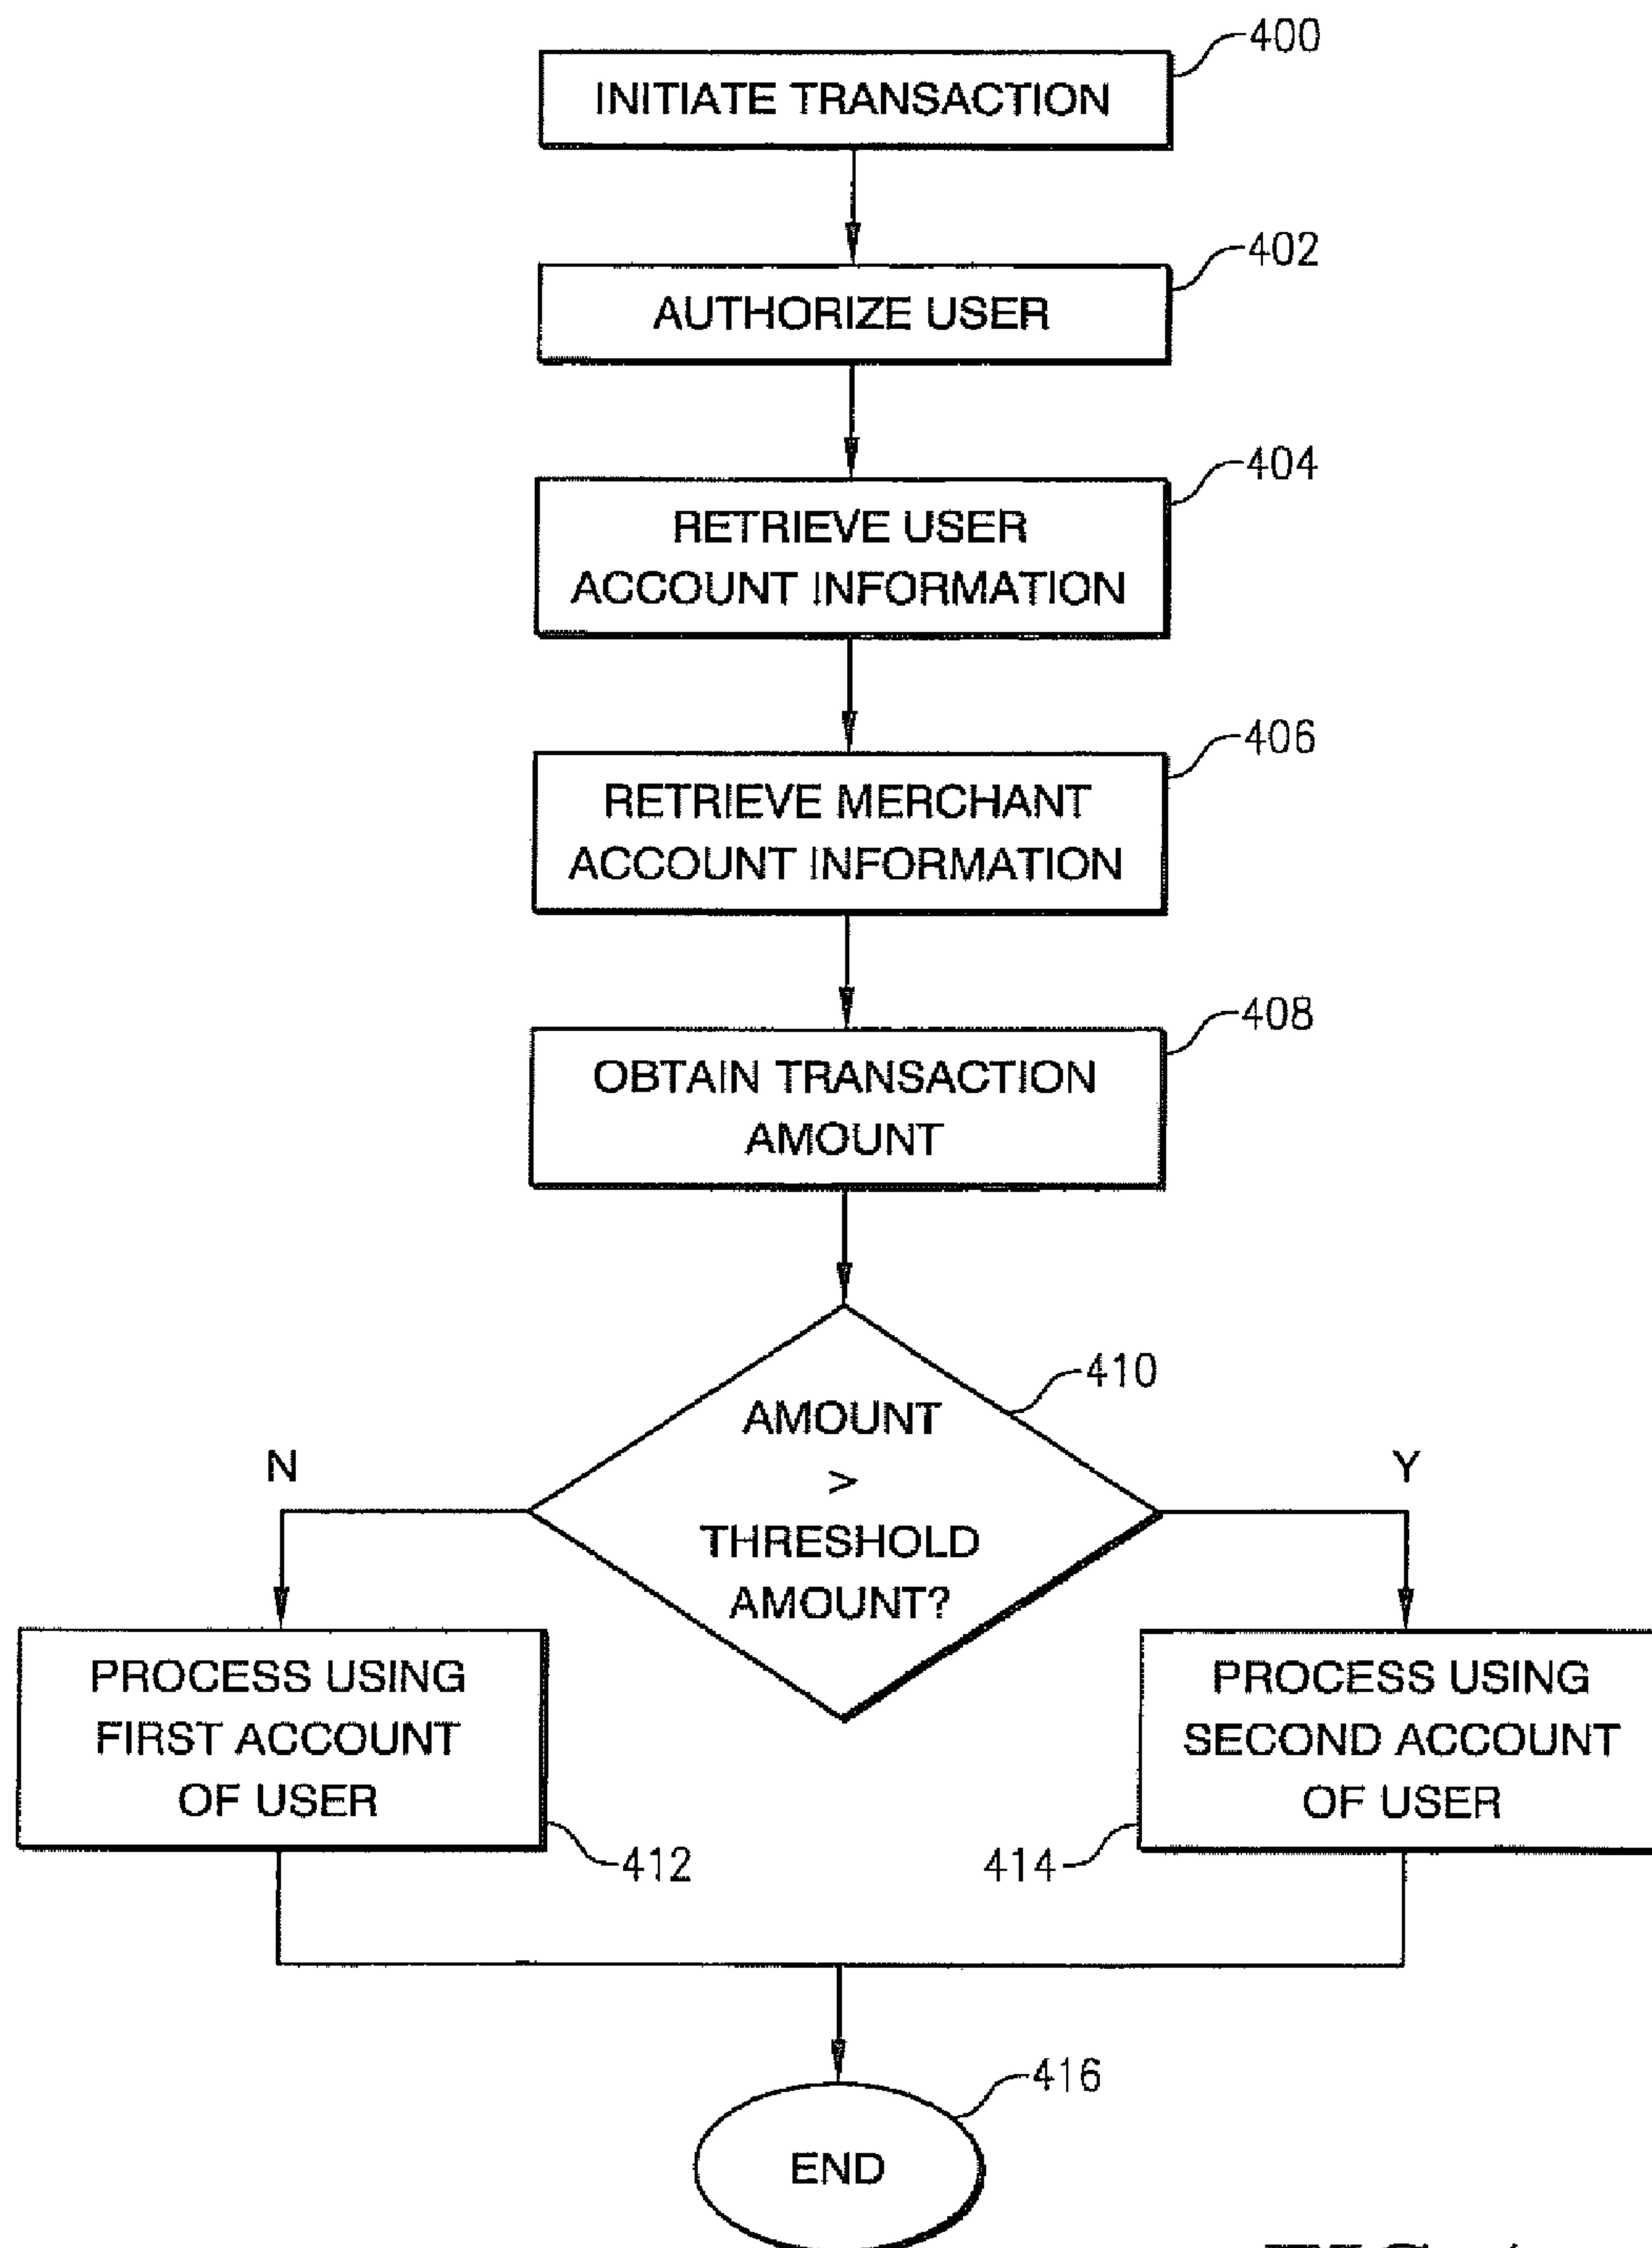 400
INITIATE TRANSACTION
402
AUTHORIZE USER
404
RETRIEVE USER
ACCOUNT INFORMATION
406
RETRIEVE MERCHANT
ACCOUNT INFORMATION
408
OBTAIN TRANSACTION
AMOUNT
410
AMOUNT
>
THRESHOLD
AMOUNT?
N
Y
PROCESS USING
FIRST ACCOUNT
OF USER
412
PROCESS USING
SECOND ACCOUNT
OF USER
414
416
END